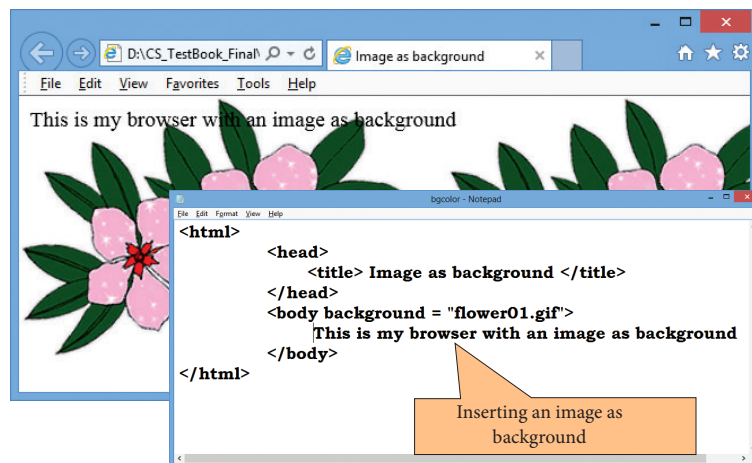 D:\CS_TestBook_Final\
Image as background
File Edit View Favorites Tools Help
This is my browser with an image as background
bgcolor - Notepad
File Edit Format View Help
<html>
<head>
<title> Image as background </title>
</head>
<body background = "flower01.gif">
This is my browser with an image as background
</body>
</html>
Inserting an image as
background